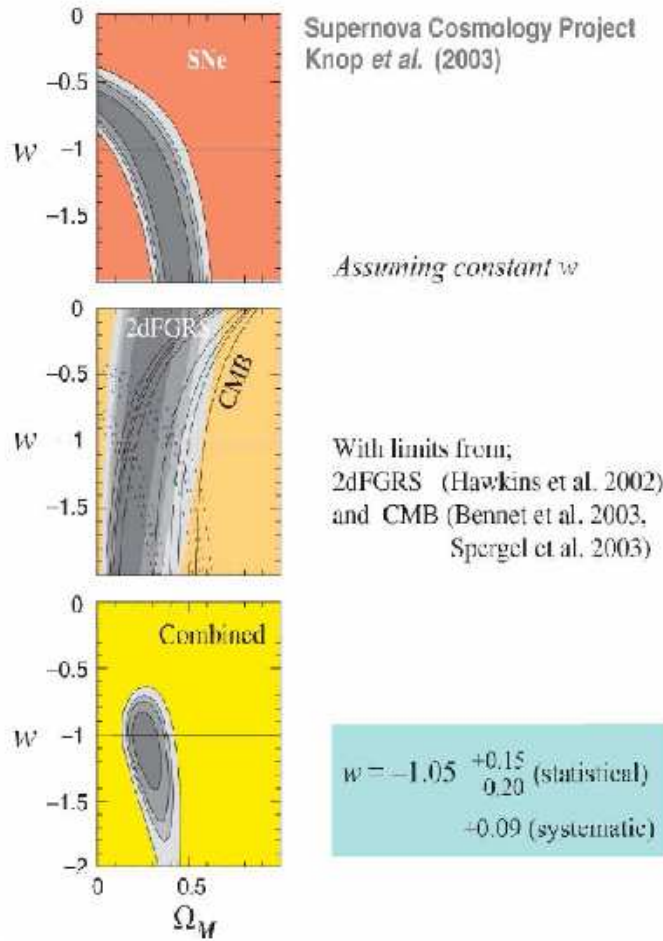 Supernova Cosmology Project
Knop et al. (2003)
0
SNe
−0.5
w −1
−1.5
Assuming constant w
0
2dFGRS
−0.5
CMB
w 1
−1.5
With limits from;
2dFGRS (Hawkins et al. 2002)
and CMB (Bennet et al. 2003,
Spergel et al. 2003)
0
Combined
−0.5
w −1
−1.5
−2
0 0.5
Ω_M
w = −1.05 +0.15 (statistical)
0.20
+0.09 (systematic)